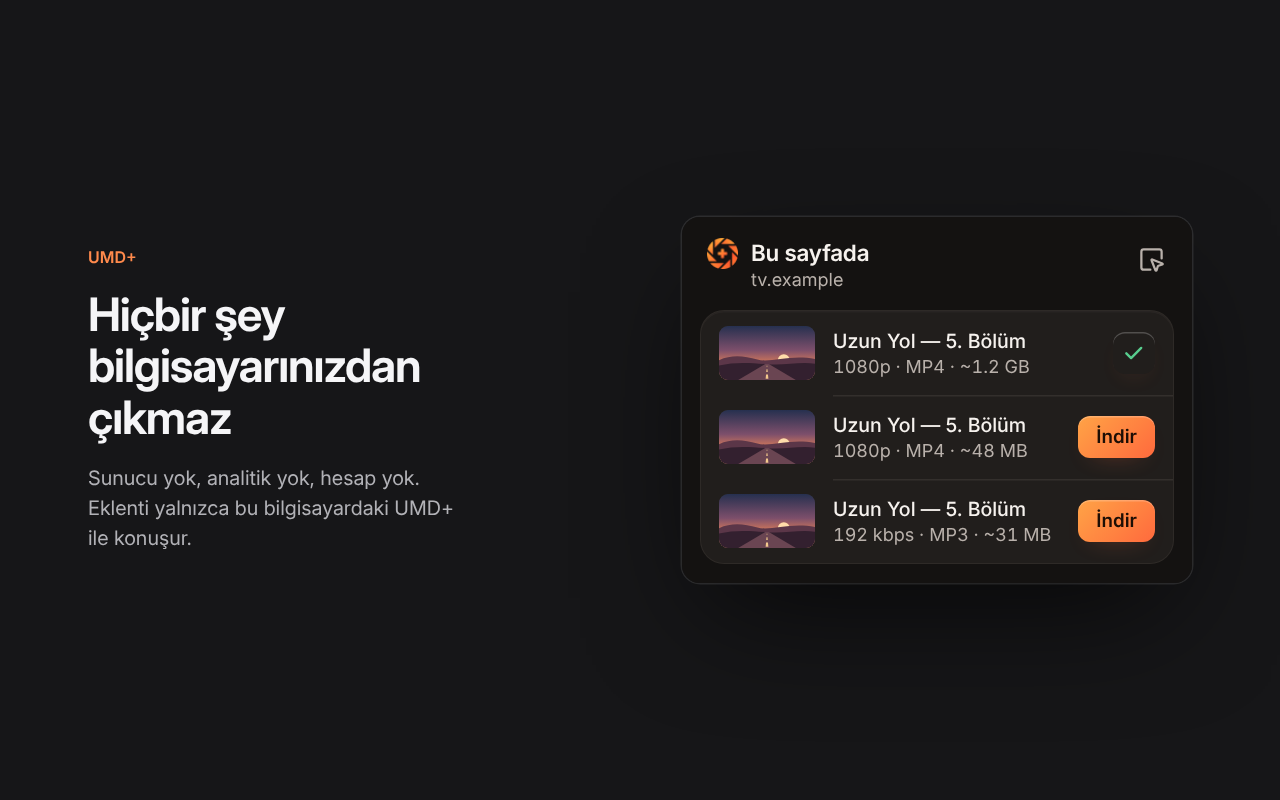 UMD+
Hiçbir şey
bilgisayarınızdan
çıkmaz
Sunucu yok, analitik yok, hesap yok.
Eklenti yalnızca bu bilgisayardaki UMD+
ile konuşur.
Bu sayfada
tv.example
Uzun Yol — 5. Bölüm
1080p · MP4 · ~1.2 GB
Uzun Yol — 5. Bölüm
1080p · MP4 · ~48 MB
İndir
Uzun Yol — 5. Bölüm
192 kbps · MP3 · ~31 MB
İndir